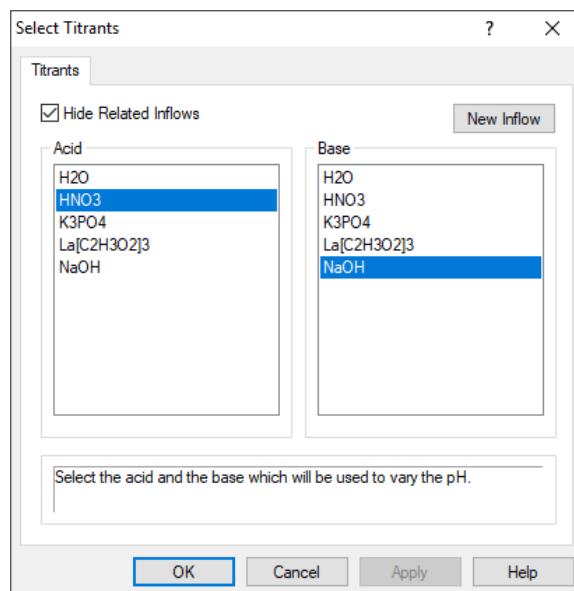 Select Titrants
?
Titrants
Hide Related Inflows
New Inflow
Acid
H2O
HNO3
K3PO4
La[C2H3O2]3
NaOH
Base
H2O
HNO3
K3PO4
La[C2H3O2]3
NaOH
Select the acid and the base which will be used to vary the pH.
OK
Cancel
Apply
Help